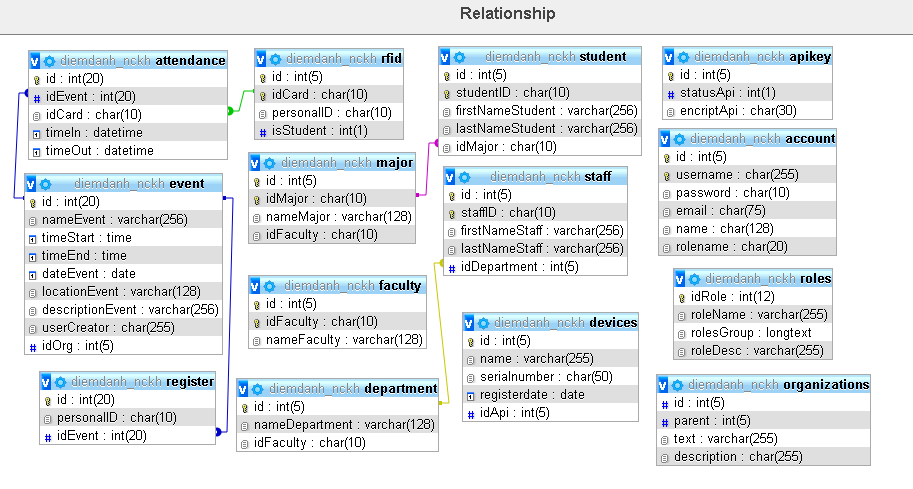 Relationship
diemdanh_nckh attendance
id : int(20)
idEvent : int(20)
idCard : char(10)
timeIn : datetime
timeOut : datetime
diemdanh_nckh rfid
id : int(5)
idCard : char(10)
personalID : char(10)
isStudent : int(1)
diemdanh_nckh student
id : int(5)
studentID : char(10)
firstNameStudent : varchar(256)
lastNameStudent : varchar(256)
idMajor : char(10)
diemdanh_nckh apikey
id : int(5)
statusApi : int(1)
encriptApi : char(30)
diemdanh_nckh account
id : int(5)
username : char(255)
password : char(10)
email : char(75)
name : char(128)
rolename : char(20)
diemdanh_nckh major
id : int(5)
idMajor : char(10)
nameMajor : varchar(128)
idFaculty : char(10)
diemdanh_nckh staff
id : int(5)
staffID : char(10)
firstNameStaff : varchar(256)
lastNameStaff : varchar(256)
idDepartment : int(5)
diemdanh_nckh event
id : int(20)
nameEvent : varchar(256)
timeStart : time
timeEnd : time
dateEvent : date
locationEvent : varchar(128)
descriptionEvent : varchar(256)
userCreator : char(255)
idOrg : int(5)
diemdanh_nckh faculty
id : int(5)
idFaculty : char(10)
nameFaculty : varchar(128)
diemdanh_nckh roles
idRole : int(12)
roleName : varchar(255)
rolesGroup : longtext
roleDesc : varchar(255)
diemdanh_nckh devices
id : int(5)
name : varchar(255)
serialnumber : char(50)
registerdate : date
idApi : int(5)
diemdanh_nckh register
id : int(20)
personalID : char(10)
idEvent : int(20)
diemdanh_nckh department
id : int(5)
nameDepartment : varchar(128)
idFaculty : char(10)
diemdanh_nckh organizations
id : int(5)
parent : int(5)
text : varchar(255)
description : char(255)